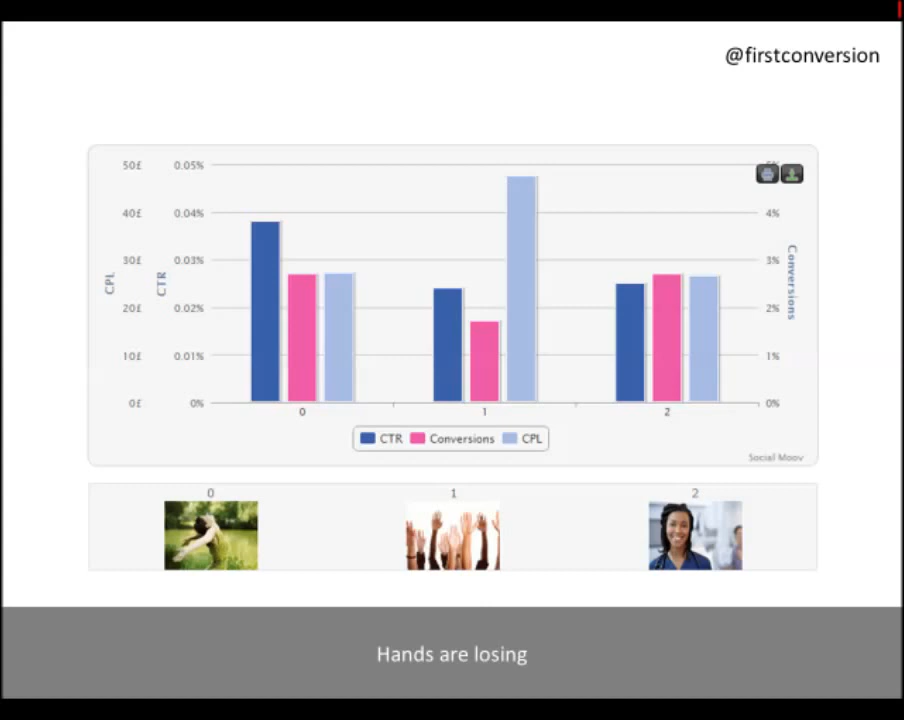 @firstconversion
50£ 0.05% 5%
40£ 0.04% 4%
30£ 0.03% 3%
CPL CTR Conversions
20£ 0.02% 2%
10£ 0.01% 1%
0£ 0% 0%
0 1 2
CTR Conversions CPL
Social Moov
0 1 2
Hands are losing